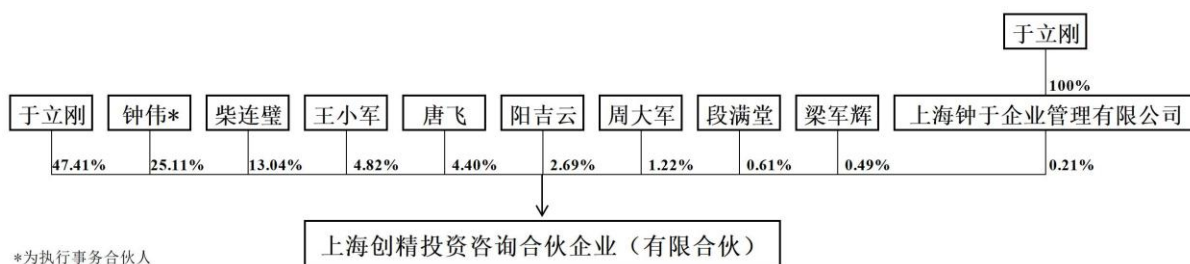 于立刚
100%
于立刚 钟伟* 柴连璧 王小军 唐飞 阳吉云 周大军 段满堂 梁军辉 上海钟于企业管理有限公司
47.41% 25.11% 13.04% 4.82% 4.40% 2.69% 1.22% 0.61% 0.49% 0.21%
上海创精投资咨询合伙企业（有限合伙）
*为执行事务合伙人